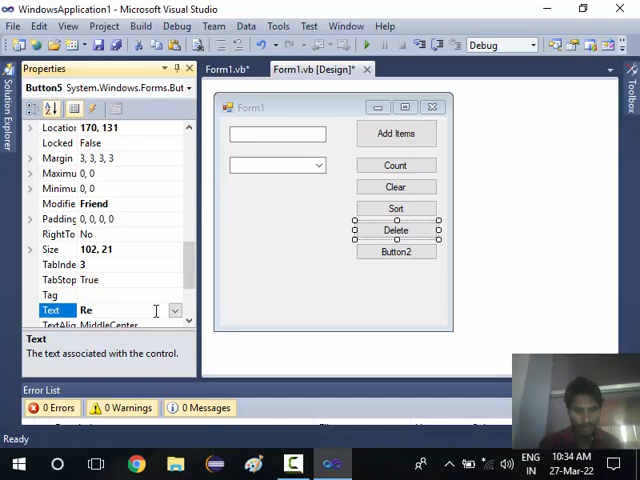 WindowsApplication1 - Microsoft Visual Studio
File Edit View Project Build Debug Team Data Format Tools Test Window Help
Debug
Properties
Form1.vb* Form1.vb [Design]*
Button5 System.Windows.Forms.But
Form1
Solution Explorer
Toolbox
Locatior 170, 131
Locked False
Margin 3, 3, 3, 3
Maximu 0, 0
Minimu 0, 0
Modifie Friend
Padding 0, 0, 0, 0
RightTo No
Size 102, 21
TabInde 3
TabStop True
Tag
Text Re
TextAlig MiddleCenter
Add Items
Count
Clear
Sort
Delete
Button2
Text
The text associated with the control.
Error List
0 Errors 0 Warnings 0 Messages
Ready
ENG
IN
10:34 AM
27-Mar-22